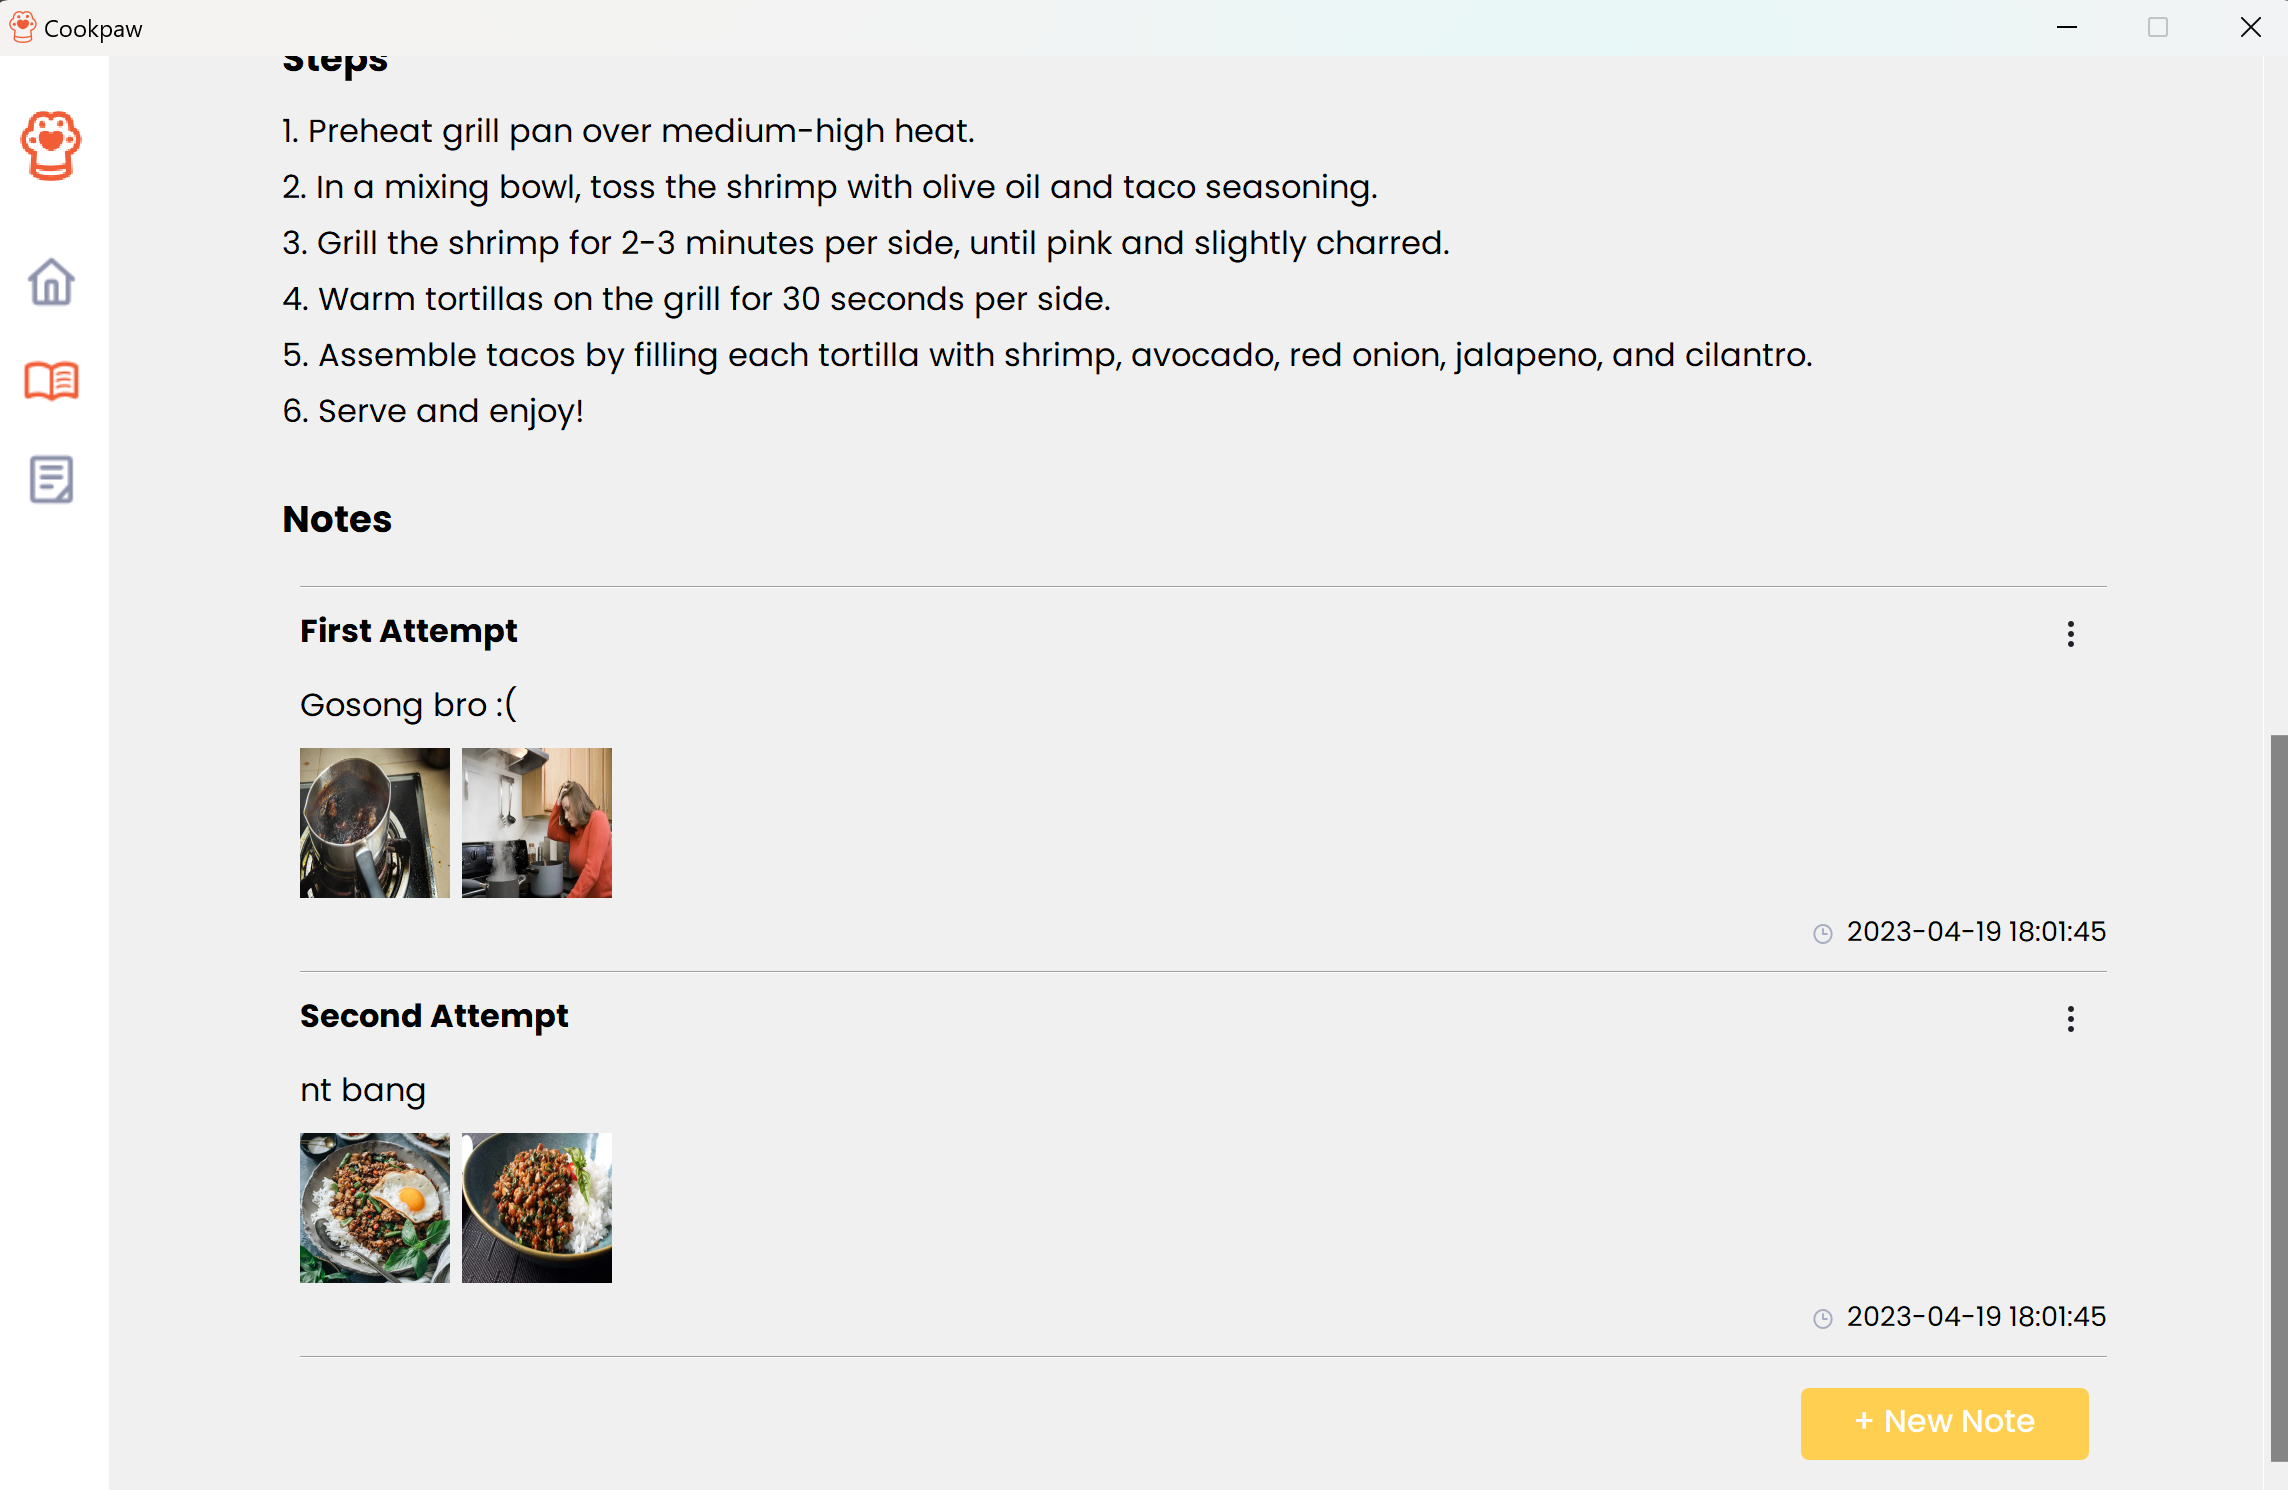 Cookpaw
Steps
1. Preheat grill pan over medium-high heat.
2. In a mixing bowl, toss the shrimp with olive oil and taco seasoning.
3. Grill the shrimp for 2-3 minutes per side, until pink and slightly charred.
4. Warm tortillas on the grill for 30 seconds per side.
5. Assemble tacos by filling each tortilla with shrimp, avocado, red onion, jalapeno, and cilantro.
6. Serve and enjoy!
Notes
First Attempt
Gosong bro :(
2023-04-19 18:01:45
Second Attempt
nt bang
2023-04-19 18:01:45
+ New Note